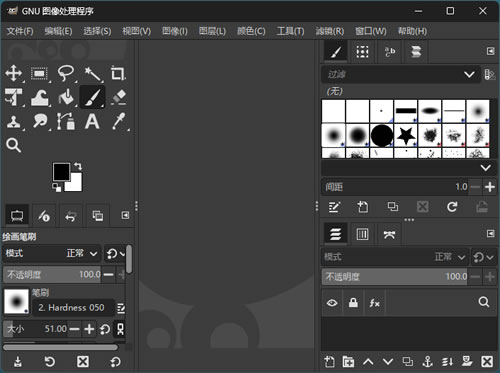 GNU 图像处理程序
文件(F) 编辑(E) 选择(S) 视图(V) 图像(I) 图层(L) 颜色(C) 工具(T) 滤镜(R) 窗口(W) 帮助(H)
过滤
(无)
间距 1.0
绘画笔刷
模式 正常
不透明度 100.0
笔刷
2. Hardness 050
大小 51.00
模式 正常
不透明度 100.0